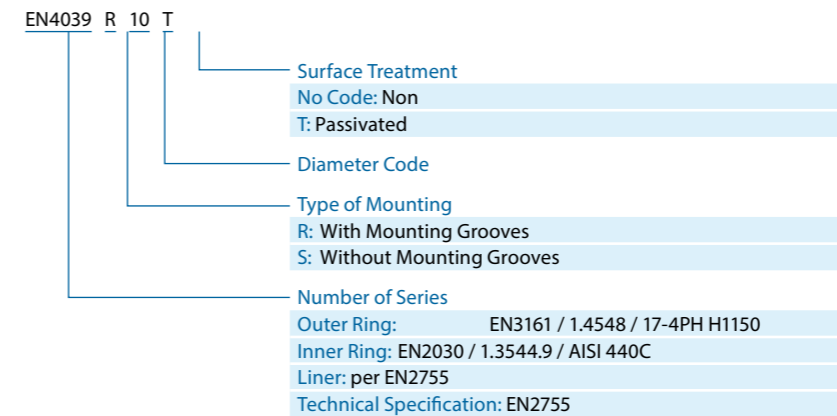 EN4039 R 10 T
Surface Treatment
No Code: Non
T: Passivated
Diameter Code
Type of Mounting
R: With Mounting Grooves
S: Without Mounting Grooves
Number of Series
Outer Ring: EN3161 / 1.4548 / 17-4PH H1150
Inner Ring: EN2030 / 1.3544.9 / AISI 440C
Liner: per EN2755
Technical Specification: EN2755